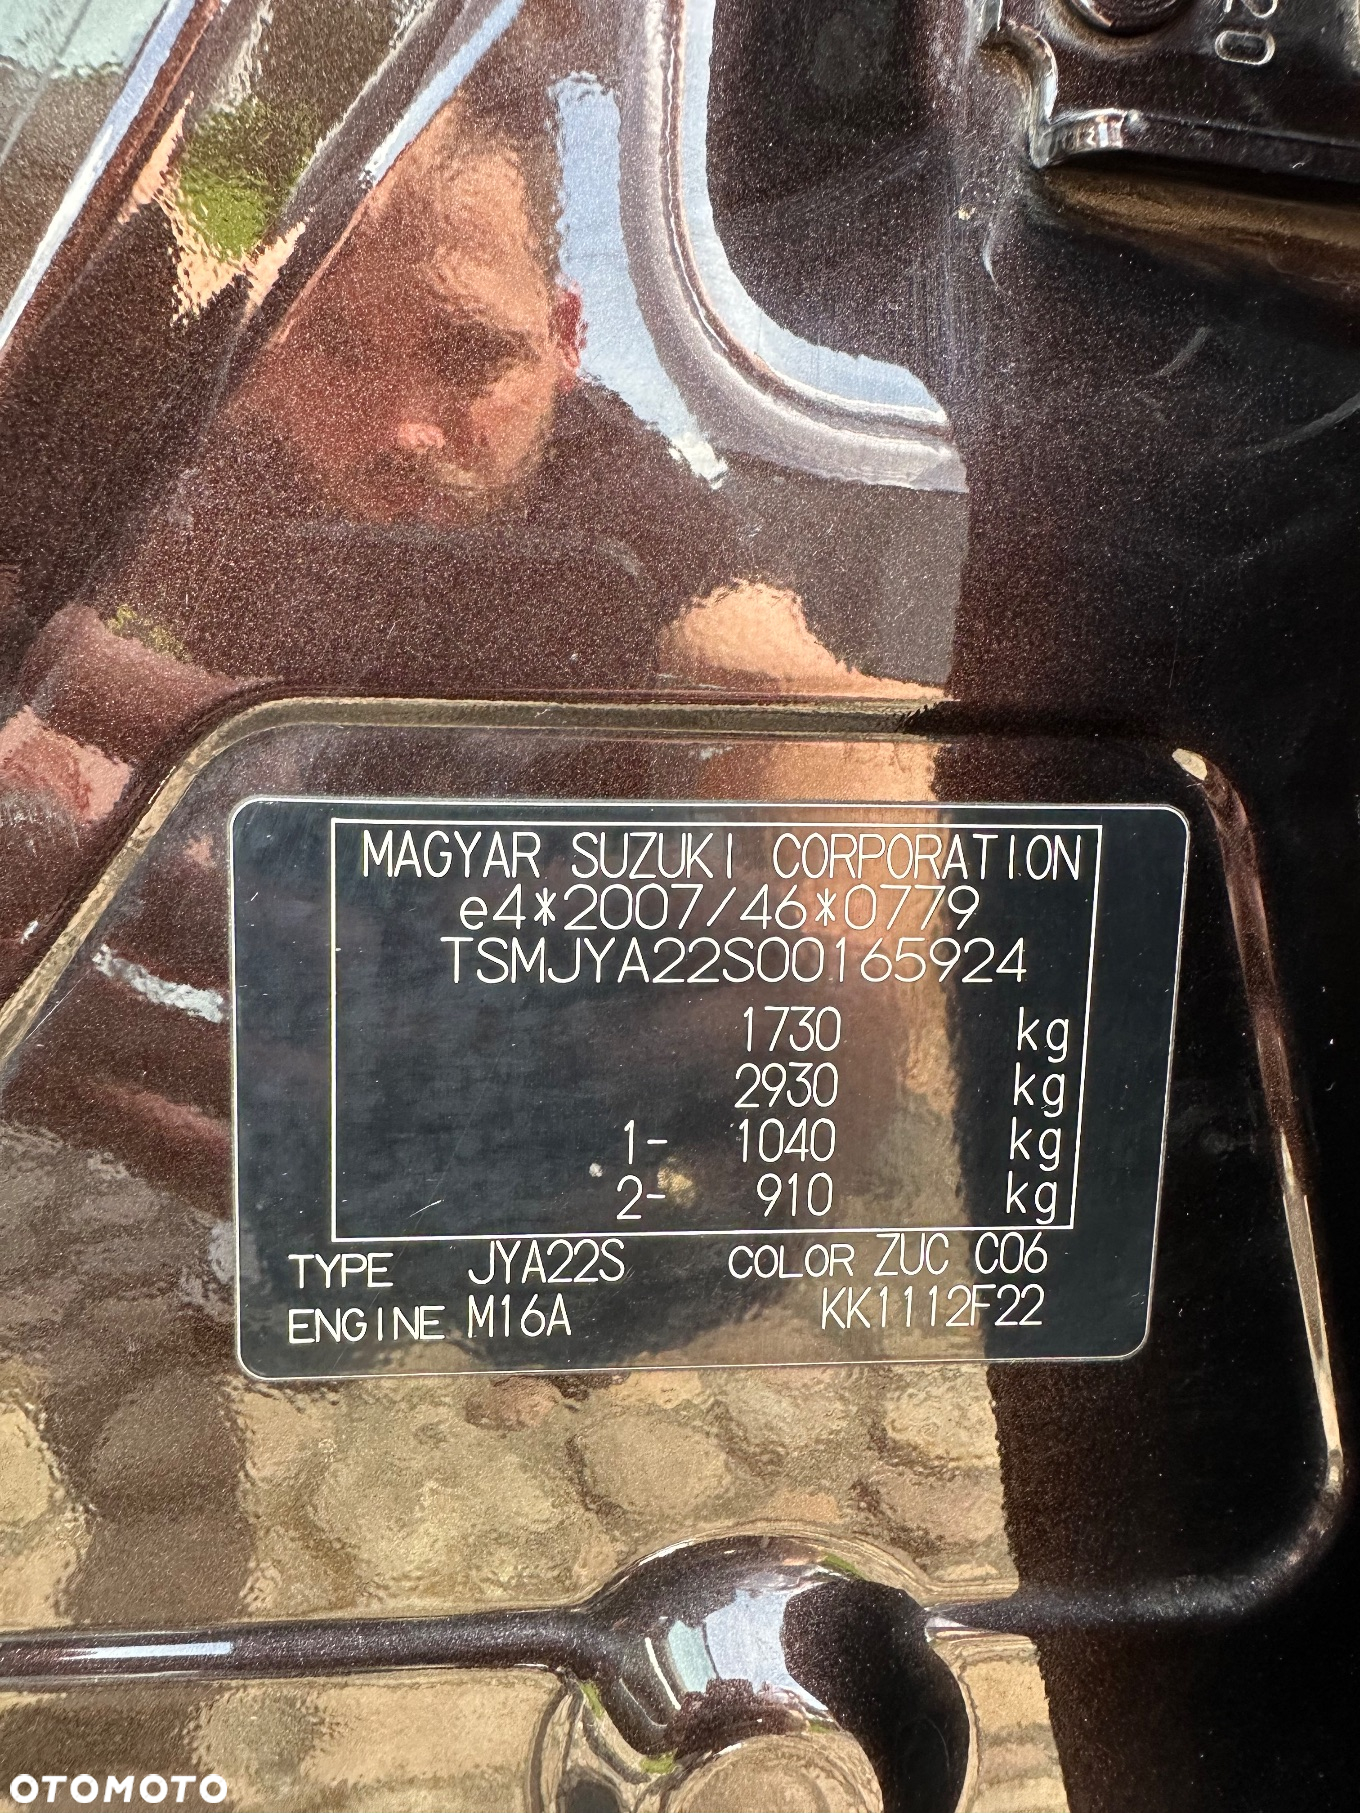 20
MAGYAR SUZUKI CORPORATION
e4*2007/46*0779
TSMJYA22S00165924
1730 kg
2930 kg
1- 1040 kg
2- 910 kg
TYPE JYA22S COLOR ZUC C06
ENGINE M16A KK1112F22
OTOMOTO